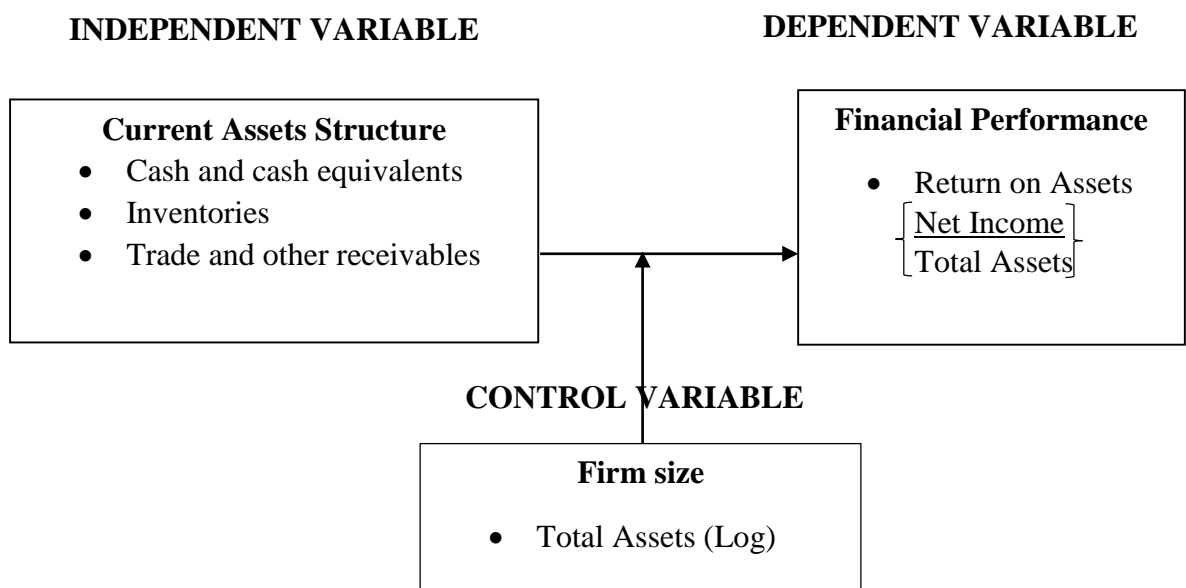 INDEPENDENT VARIABLE
DEPENDENT VARIABLE
Current Assets Structure
• Cash and cash equivalents
• Inventories
• Trade and other receivables
Financial Performance
• Return on Assets
Net Income
Total Assets
CONTROL VARIABLE
Firm size
• Total Assets (Log)